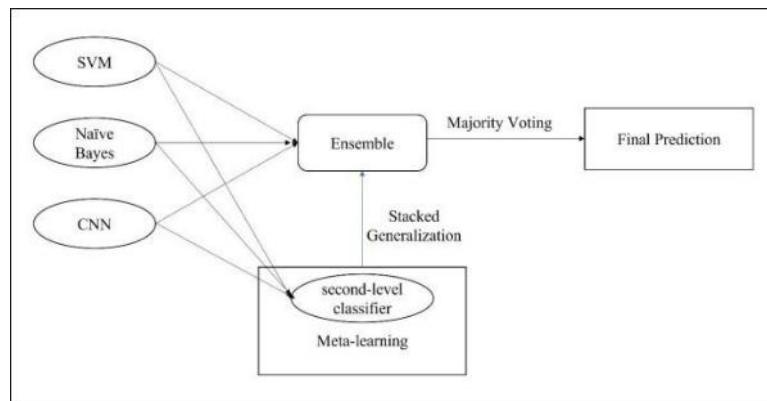 SVM
Naïve
Bayes
CNN
Ensemble
Majority Voting
Final Prediction
Stacked
Generalization
second-level
classifier
Meta-learning